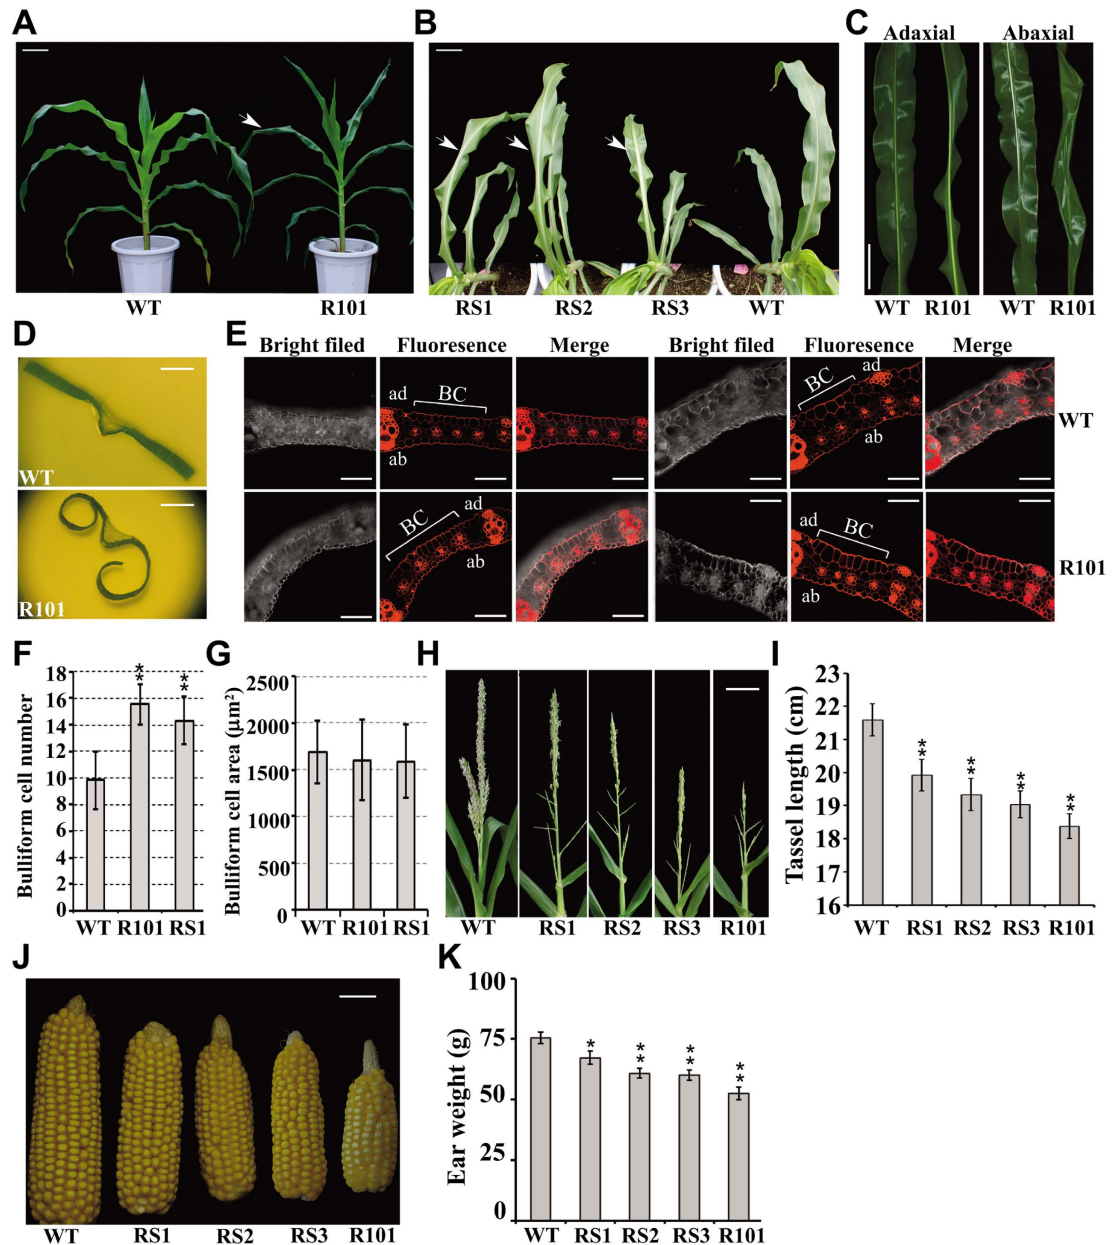 A
WT
R101
B
RS1
RS2
RS3
WT
C
Adaxial
Abaxial
WT
R101
WT
R101
D
WT
R101
E
Bright filed
Fluoresence
Merge
Bright filed
Fluoresence
Merge
ad
BC
ab
BC
ad
ab
WT
BC
ad
ab
ad
BC
ab
R101
F
Bulliform cell number
18
16
14
12
10
8
6
4
2
0
**
**
WT
R101
RS1
G
Bulliform cell area (µm²)
2500
2000
1500
1000
500
0
WT
R101
RS1
H
WT
RS1
RS2
RS3
R101
I
Tassel length (cm)
23
22
21
20
19
18
16
**
**
**
**
WT
RS1
RS2
RS3
R101
J
WT
RS1
RS2
RS3
R101
K
Ear weight (g)
100
75
50
25
0
*
**
**
**
WT
RS1
RS2
RS3
R101